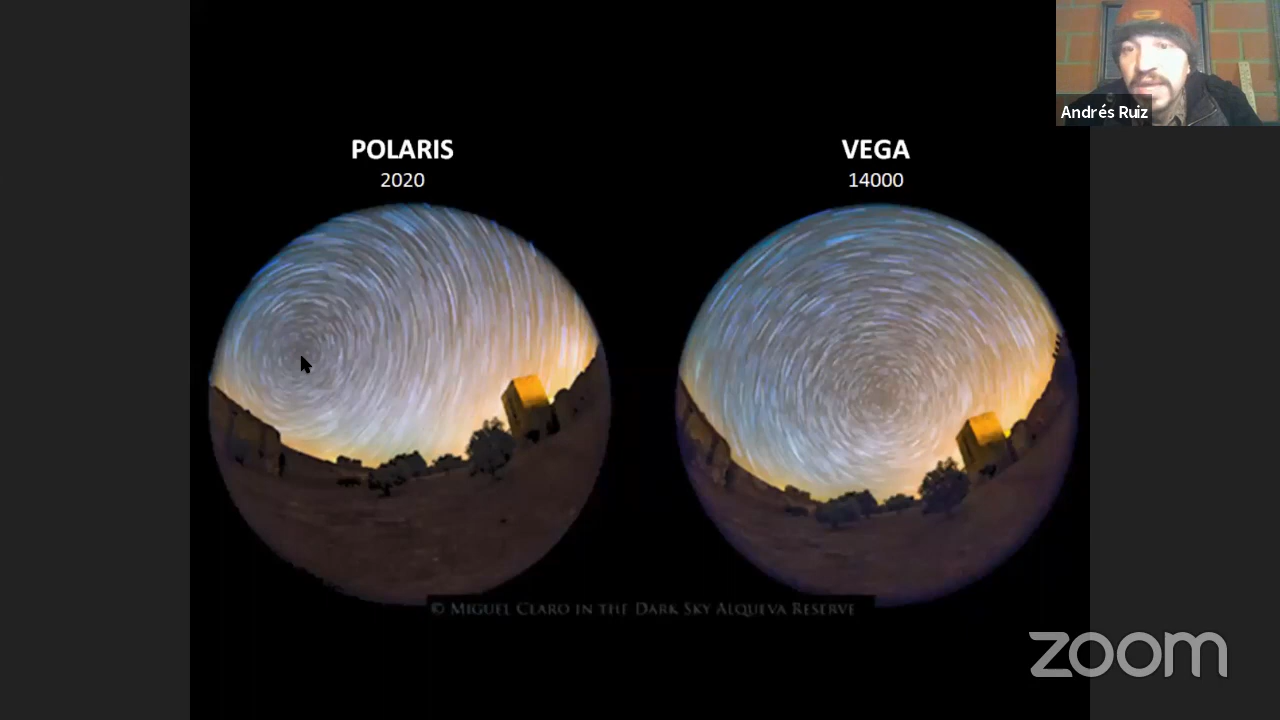 Andrés Ruiz
POLARIS
2020
VEGA
14000
© MIGUEL CLARO IN THE DARK SKY ALQUEVA RESERVE
zoom